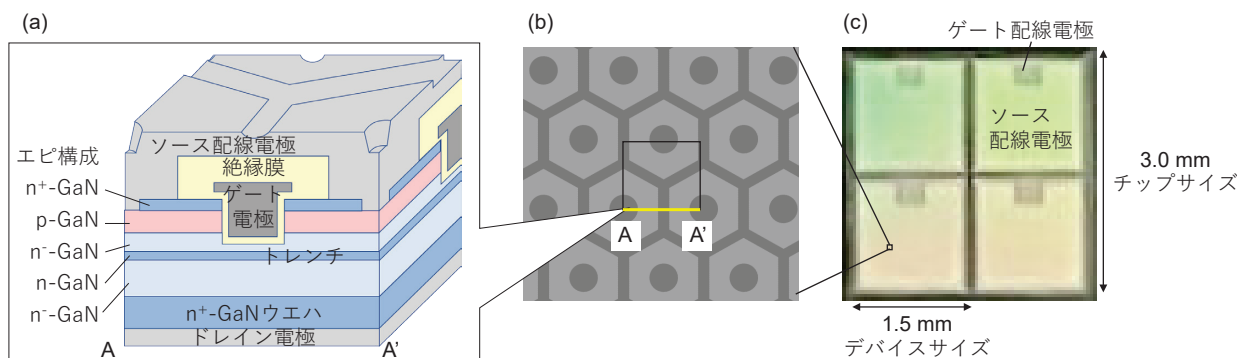 (a)
エピ構成
n⁺-GaN
p-GaN
n⁻-GaN
n-GaN
n⁻-GaN
ソース配線電極
絶縁膜
ゲート
電極
トレンチ
n⁺-GaNウエハ
ドレイン電極
A
A'
(b)
A
A'
(c)
ゲート配線電極
ソース
配線電極
3.0 mm
チップサイズ
1.5 mm
デバイスサイズ